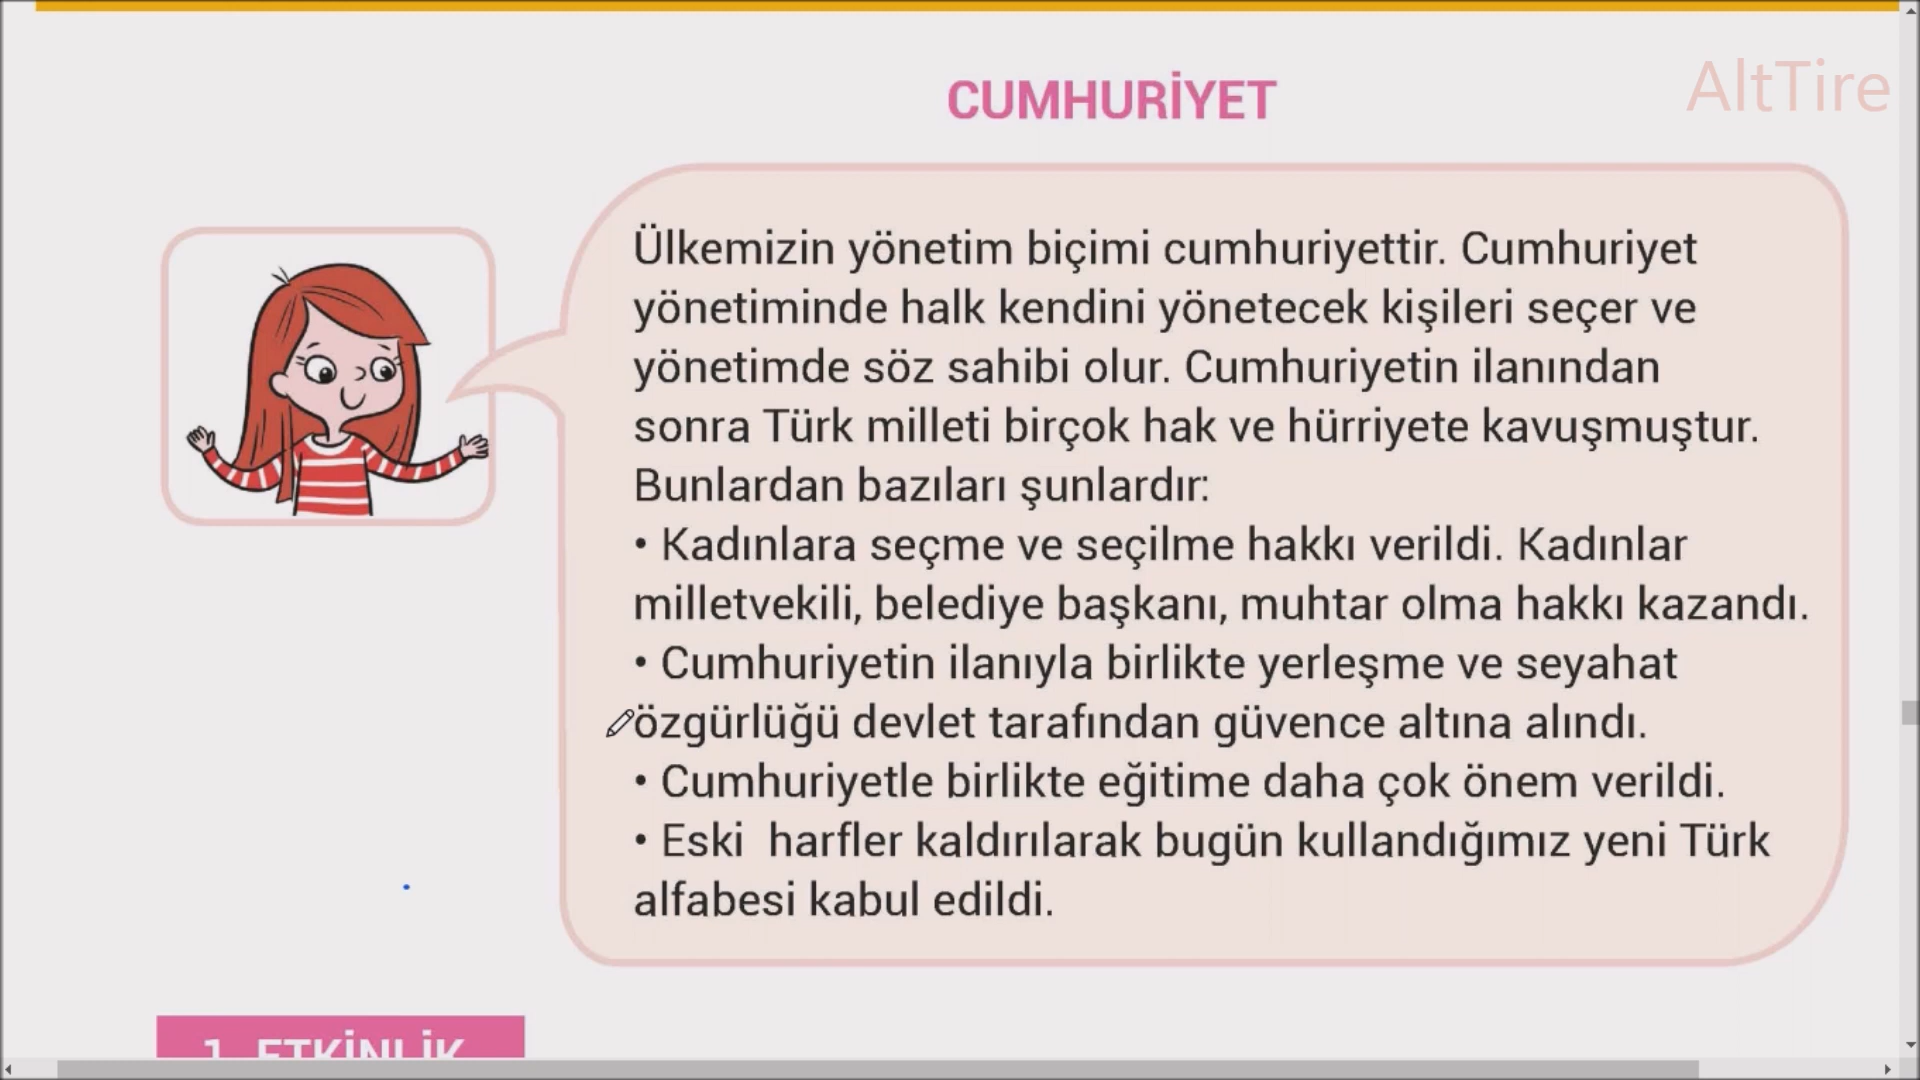 AltTire
CUMHURİYET
Ülkemizin yönetim biçimi cumhuriyettir. Cumhuriyet
yönetiminde halk kendini yönetecek kişileri seçer ve
yönetimde söz sahibi olur. Cumhuriyetin ilanından
sonra Türk milleti birçok hak ve hürriyete kavuşmuştur.
Bunlardan bazıları şunlardır:
• Kadınlara seçme ve seçilme hakkı verildi. Kadınlar
milletvekili, belediye başkanı, muhtar olma hakkı kazandı.
• Cumhuriyetin ilanıyla birlikte yerleşme ve seyahat
özgürlüğü devlet tarafından güvence altına alındı.
• Cumhuriyetle birlikte eğitime daha çok önem verildi.
• Eski  harfler kaldırılarak bugün kullandığımız yeni Türk
alfabesi kabul edildi.
1. ETKİNLİK